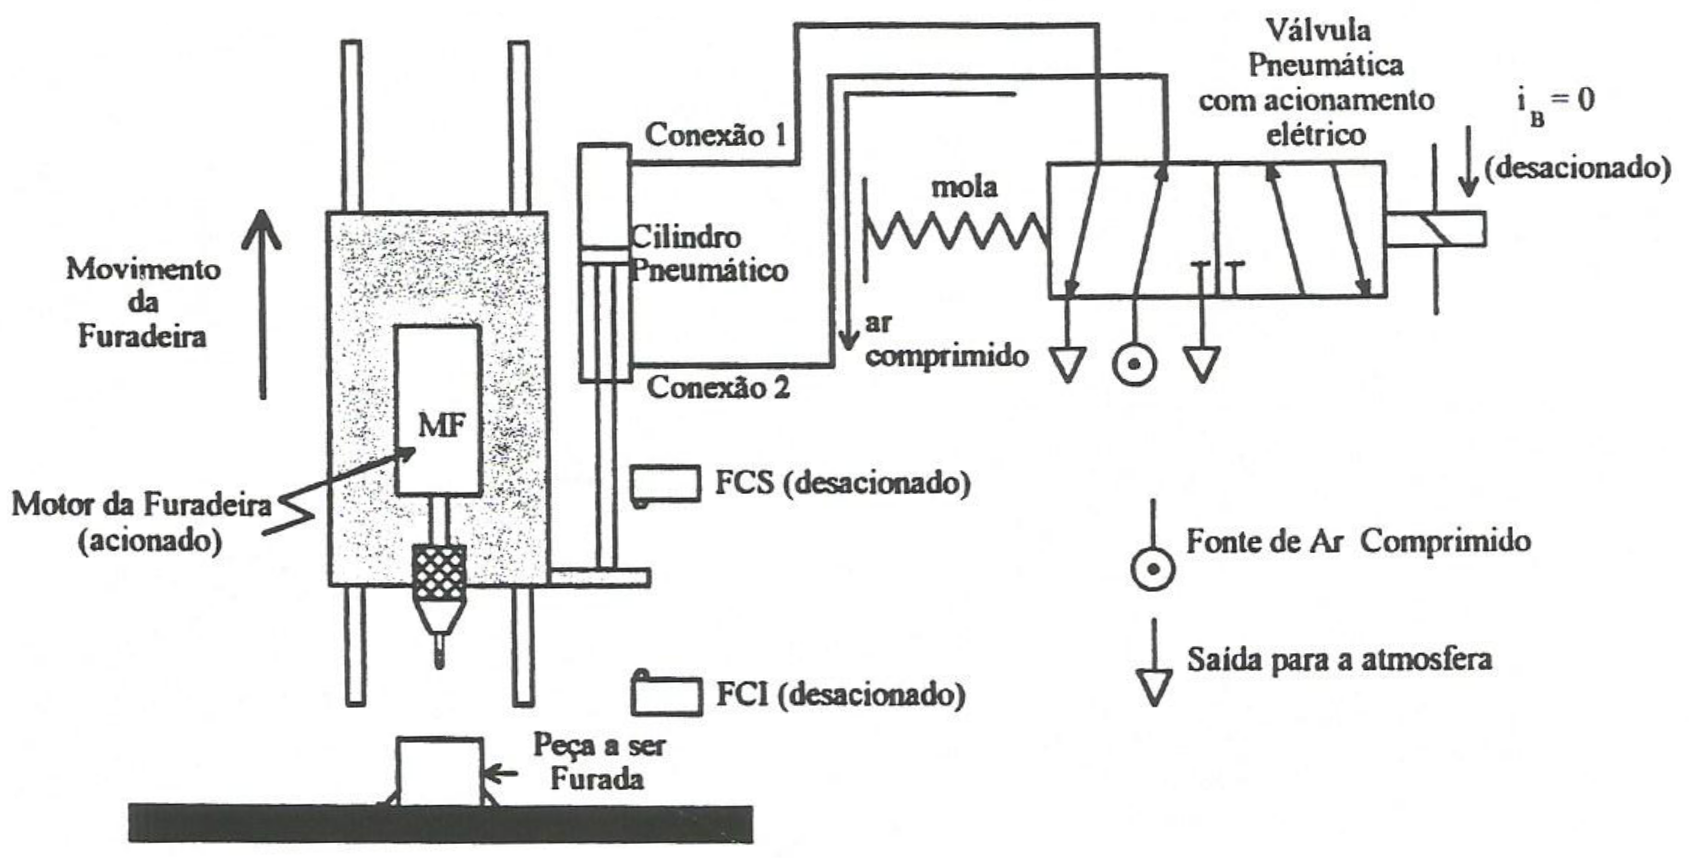 Válvula
Pneumática
com acionamento
elétrico
i_B = 0
(desacionado)
Conexão 1
mola
Cilindro
Pneumático
Movimento
da
Furadeira
ar
comprimido
Conexão 2
MF
Motor da Furadeira
(acionado)
FCS (desacionado)
Fonte de Ar Comprimido
Saída para a atmosfera
FCI (desacionado)
Peça a ser
Furada